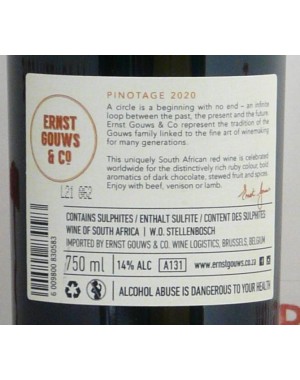 PINOTAGE 2020
A circle is a beginning with no end – an infinite
loop between the past, the present and the future.
Ernst Gouws & Co represent the tradition of the
Gouws family linked to the fine art of winemaking
for many generations.
ERNST
GOUWS
& Co
This uniquely South African red wine is celebrated
worldwide for the distinctively rich ruby colour, bold
aromatics of dark chocolate, stewed fruit and spices.
Enjoy with beef, venison or lamb.
L21 062
CONTAINS SULPHITES / ENTHALT SULFITE / CONTENT DES SULPHITES
WINE OF SOUTH AFRICA | W.O. STELLENBOSCH
IMPORTED BY ERNST GOUWS & CO. WINE LOGISTICS, BRUSSELS, BELGIUM
750 ml 14% ALC A131 www.ernstgouws.co.za
ALCOHOL ABUSE IS DANGEROUS TO YOUR HEALTH
6 009800 830583